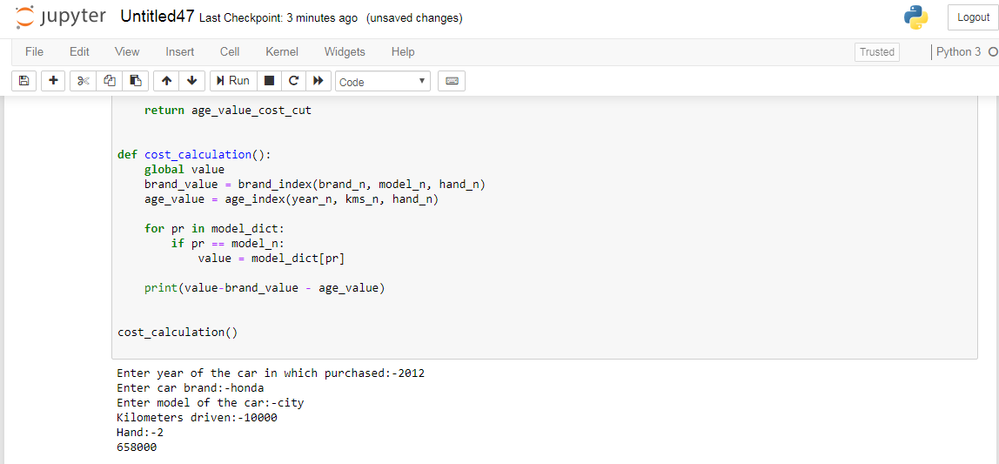 jupyter Untitled47 Last Checkpoint: 3 minutes ago (unsaved changes) Logout
File Edit View Insert Cell Kernel Widgets Help Trusted Python 3
Run Code
return age_value_cost_cut
def cost_calculation():
global value
brand_value = brand_index(brand_n, model_n, hand_n)
age_value = age_index(year_n, kms_n, hand_n)
for pr in model_dict:
if pr == model_n:
value = model_dict[pr]
print(value-brand_value - age_value)
cost_calculation()
Enter year of the car in which purchased:-2012
Enter car brand:-honda
Enter model of the car:-city
Kilometers driven:-10000
Hand:-2
658000